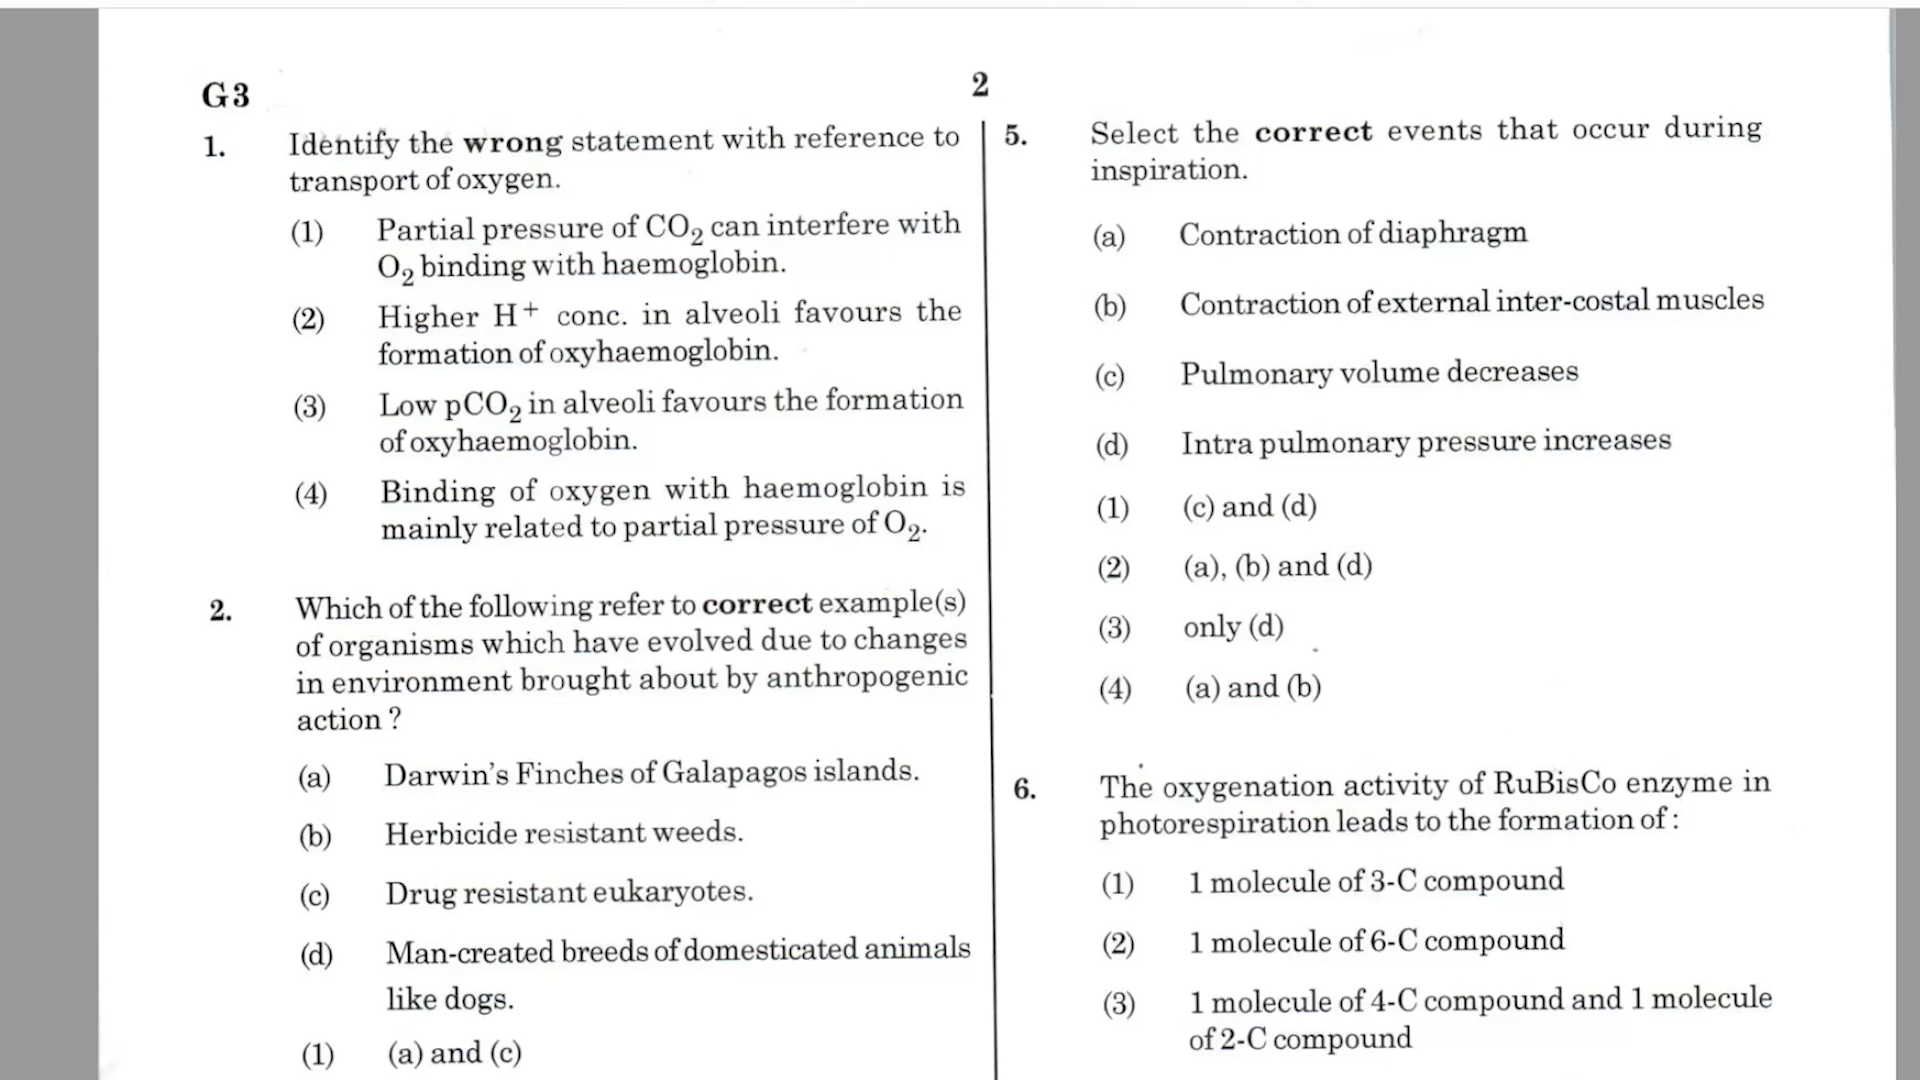 G3
2
1. Identify the wrong statement with reference to
transport of oxygen.
(1) Partial pressure of CO₂ can interfere with
O₂ binding with haemoglobin.
(2) Higher H⁺ conc. in alveoli favours the
formation of oxyhaemoglobin.
(3) Low pCO₂ in alveoli favours the formation
of oxyhaemoglobin.
(4) Binding of oxygen with haemoglobin is
mainly related to partial pressure of O₂.
2. Which of the following refer to correct example(s)
of organisms which have evolved due to changes
in environment brought about by anthropogenic
action ?
(a) Darwin's Finches of Galapagos islands.
(b) Herbicide resistant weeds.
(c) Drug resistant eukaryotes.
(d) Man-created breeds of domesticated animals
like dogs.
(1) (a) and (c)
5. Select the correct events that occur during
inspiration.
(a) Contraction of diaphragm
(b) Contraction of external inter-costal muscles
(c) Pulmonary volume decreases
(d) Intra pulmonary pressure increases
(1) (c) and (d)
(2) (a), (b) and (d)
(3) only (d)
(4) (a) and (b)
6. The oxygenation activity of RuBisCo enzyme in
photorespiration leads to the formation of :
(1) 1 molecule of 3-C compound
(2) 1 molecule of 6-C compound
(3) 1 molecule of 4-C compound and 1 molecule
of 2-C compound